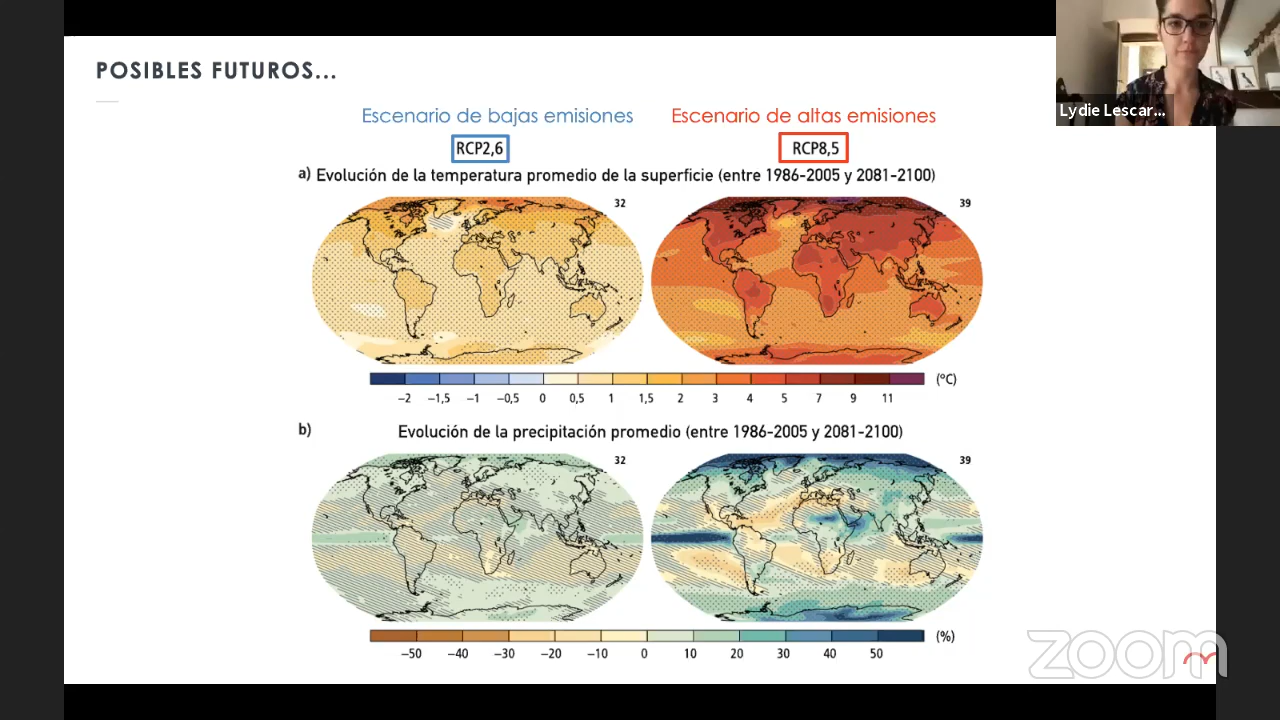 POSIBLES FUTUROS...
Lydie Lescar...
Escenario de bajas emisiones
Escenario de altas emisiones
RCP2,6
RCP8,5
a) Evolución de la temperatura promedio de la superficie (entre 1986-2005 y 2081-2100)
32
39
(°C)
−2 −1,5 −1 −0,5 0 0,5 1 1,5 2 3 4 5 7 9 11
b) Evolución de la precipitación promedio (entre 1986-2005 y 2081-2100)
32
39
(%)
−50 −40 −30 −20 −10 0 10 20 30 40 50
zoom